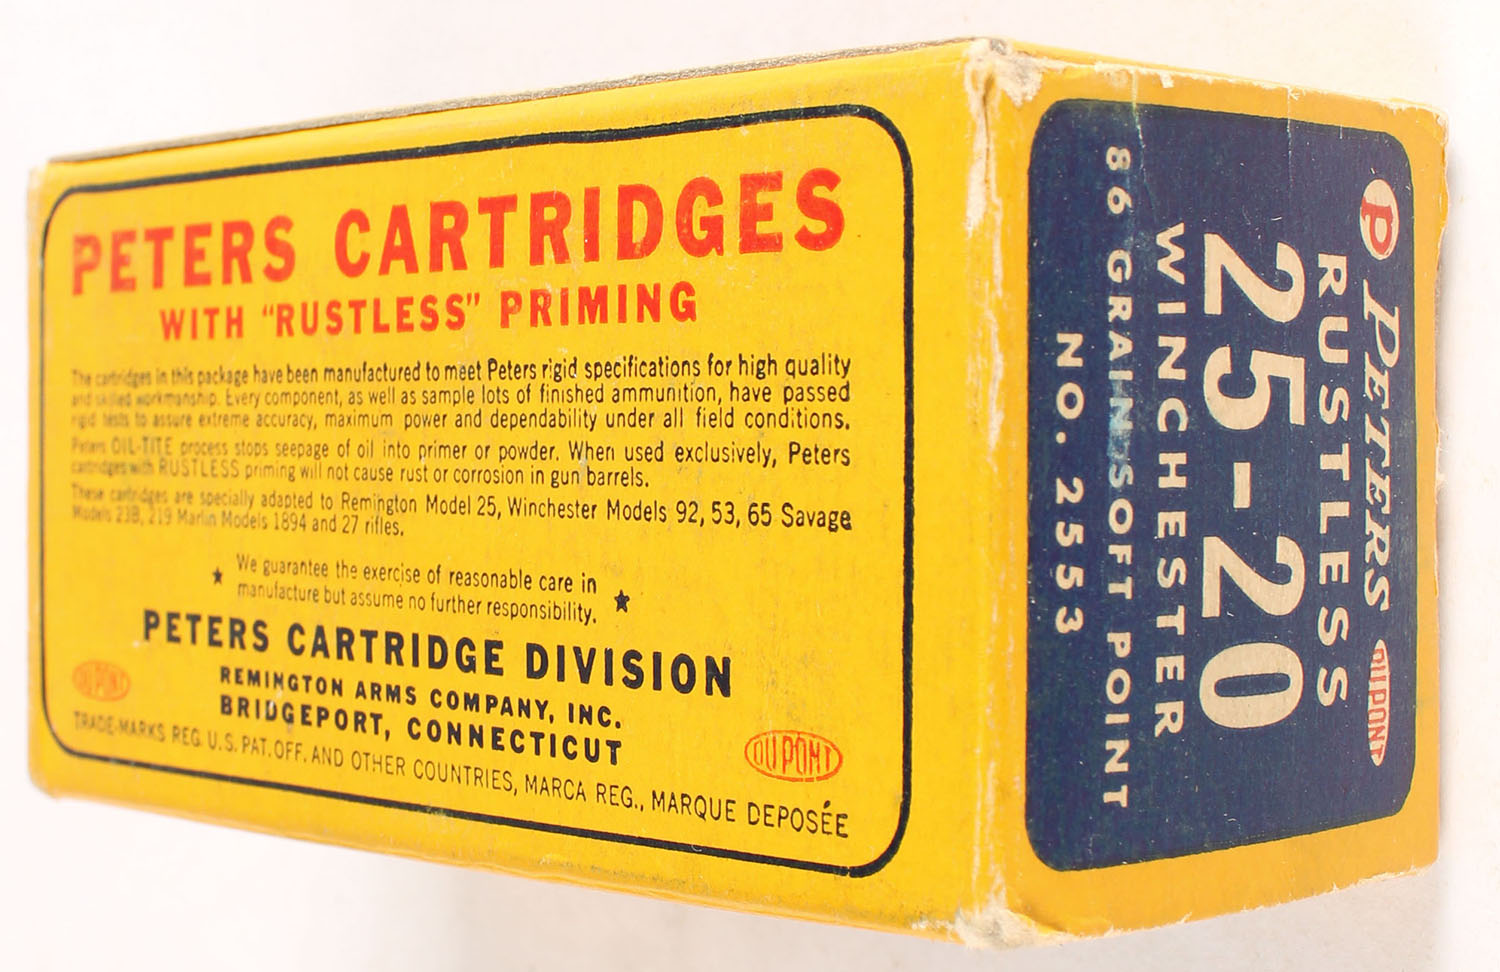 PETERS CARTRIDGES
WITH "RUSTLESS" PRIMING
The cartridges in this package have been manufactured to meet Peters rigid specifications for high quality
and skilled workmanship. Every component, as well as sample lots of finished ammunition, have passed
rigid tests to assure extreme accuracy, maximum power and dependability under all field conditions.
Peters OIL-TITE process stops seepage of oil into primer or powder. When used exclusively, Peters
cartridges with RUSTLESS priming will not cause rust or corrosion in gun barrels.
These cartridges are specially adapted to Remington Model 25, Winchester Models 92, 53, 65 Savage
Models 23B, 219 Marlin Models 1894 and 27 rifles.
We guarantee the exercise of reasonable care in
manufacture but assume no further responsibility.
PETERS CARTRIDGE DIVISION
REMINGTON ARMS COMPANY, INC.
BRIDGEPORT, CONNECTICUT
DU PONT
DU PONT
TRADE-MARKS REG. U.S. PAT. OFF. AND OTHER COUNTRIES, MARCA REG., MARQUE DEPOSÉE
P PETERS DU PONT
RUSTLESS
25-20
WINCHESTER
86 GRAIN SOFT POINT
NO. 2553